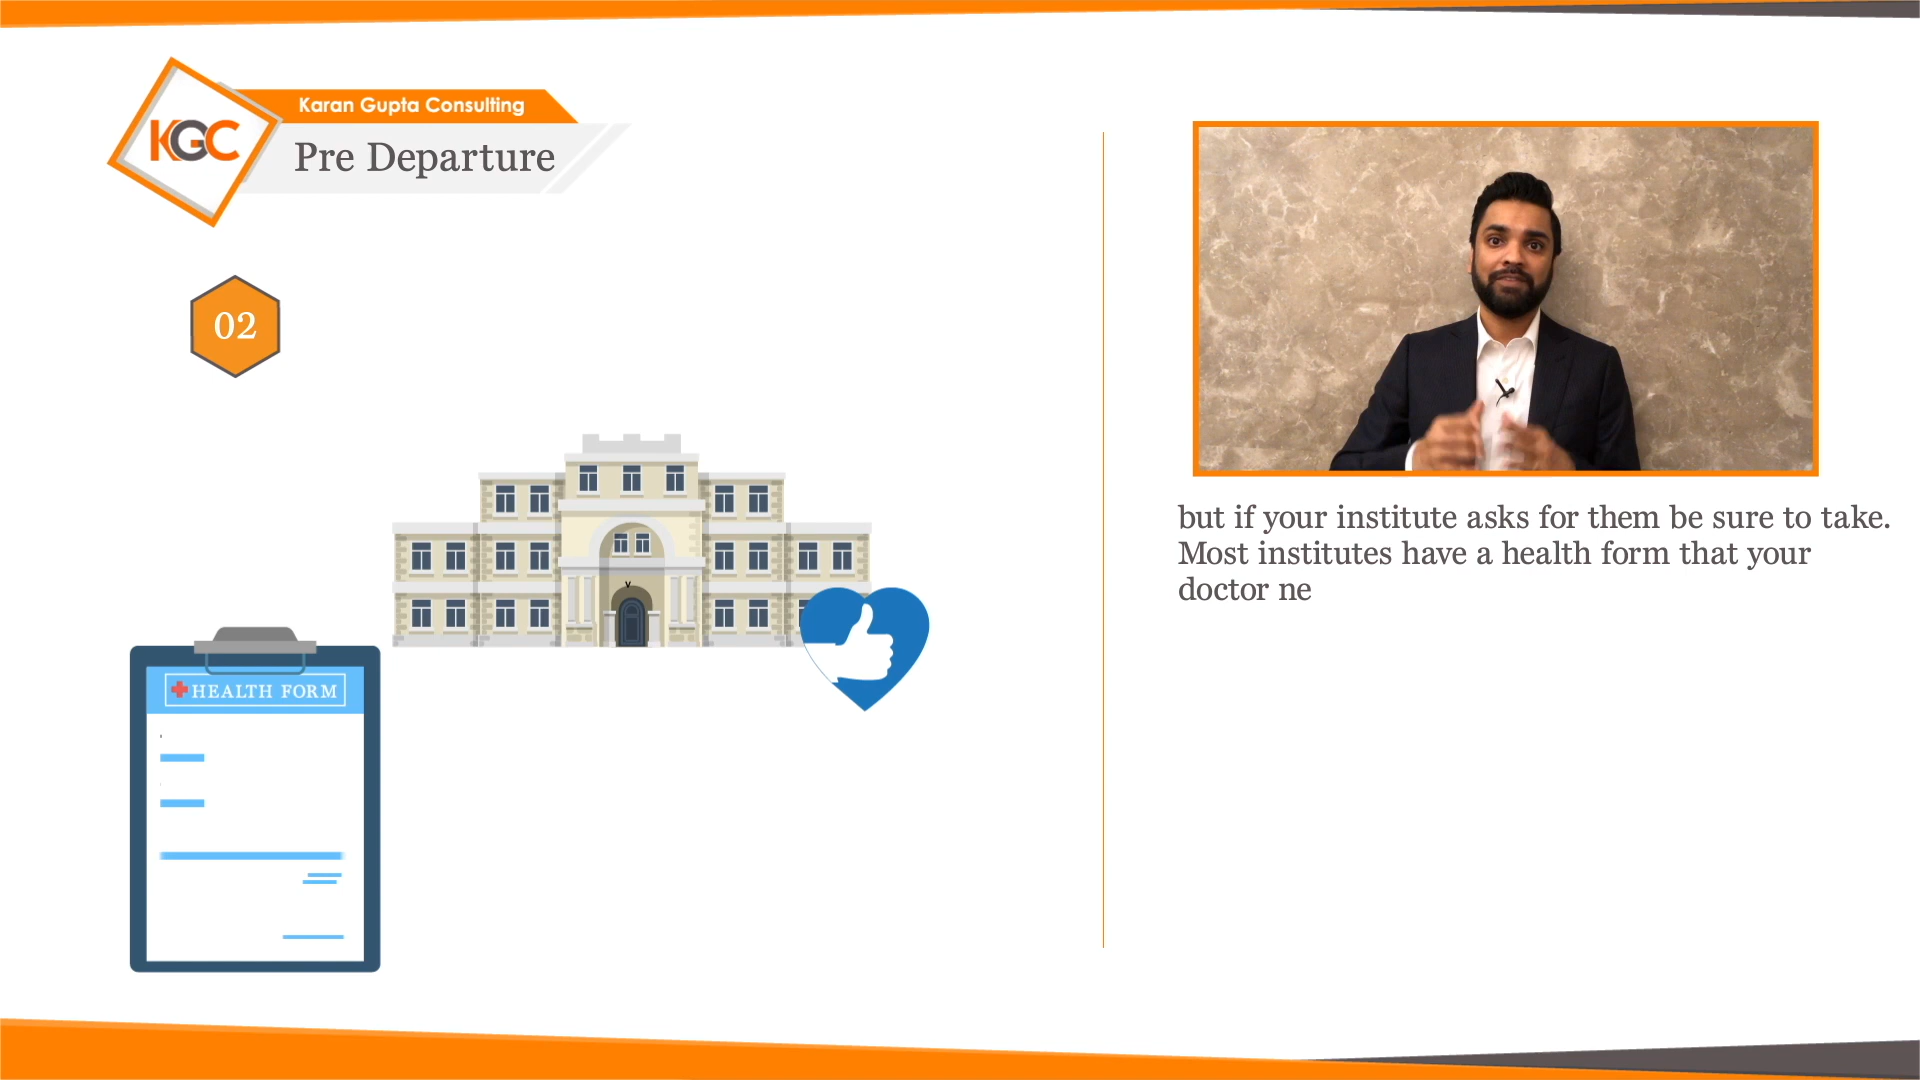 KGC
Karan Gupta Consulting
Pre Departure
02
HEALTH FORM
but if your institute asks for them be sure to take.
Most institutes have a health form that your
doctor ne